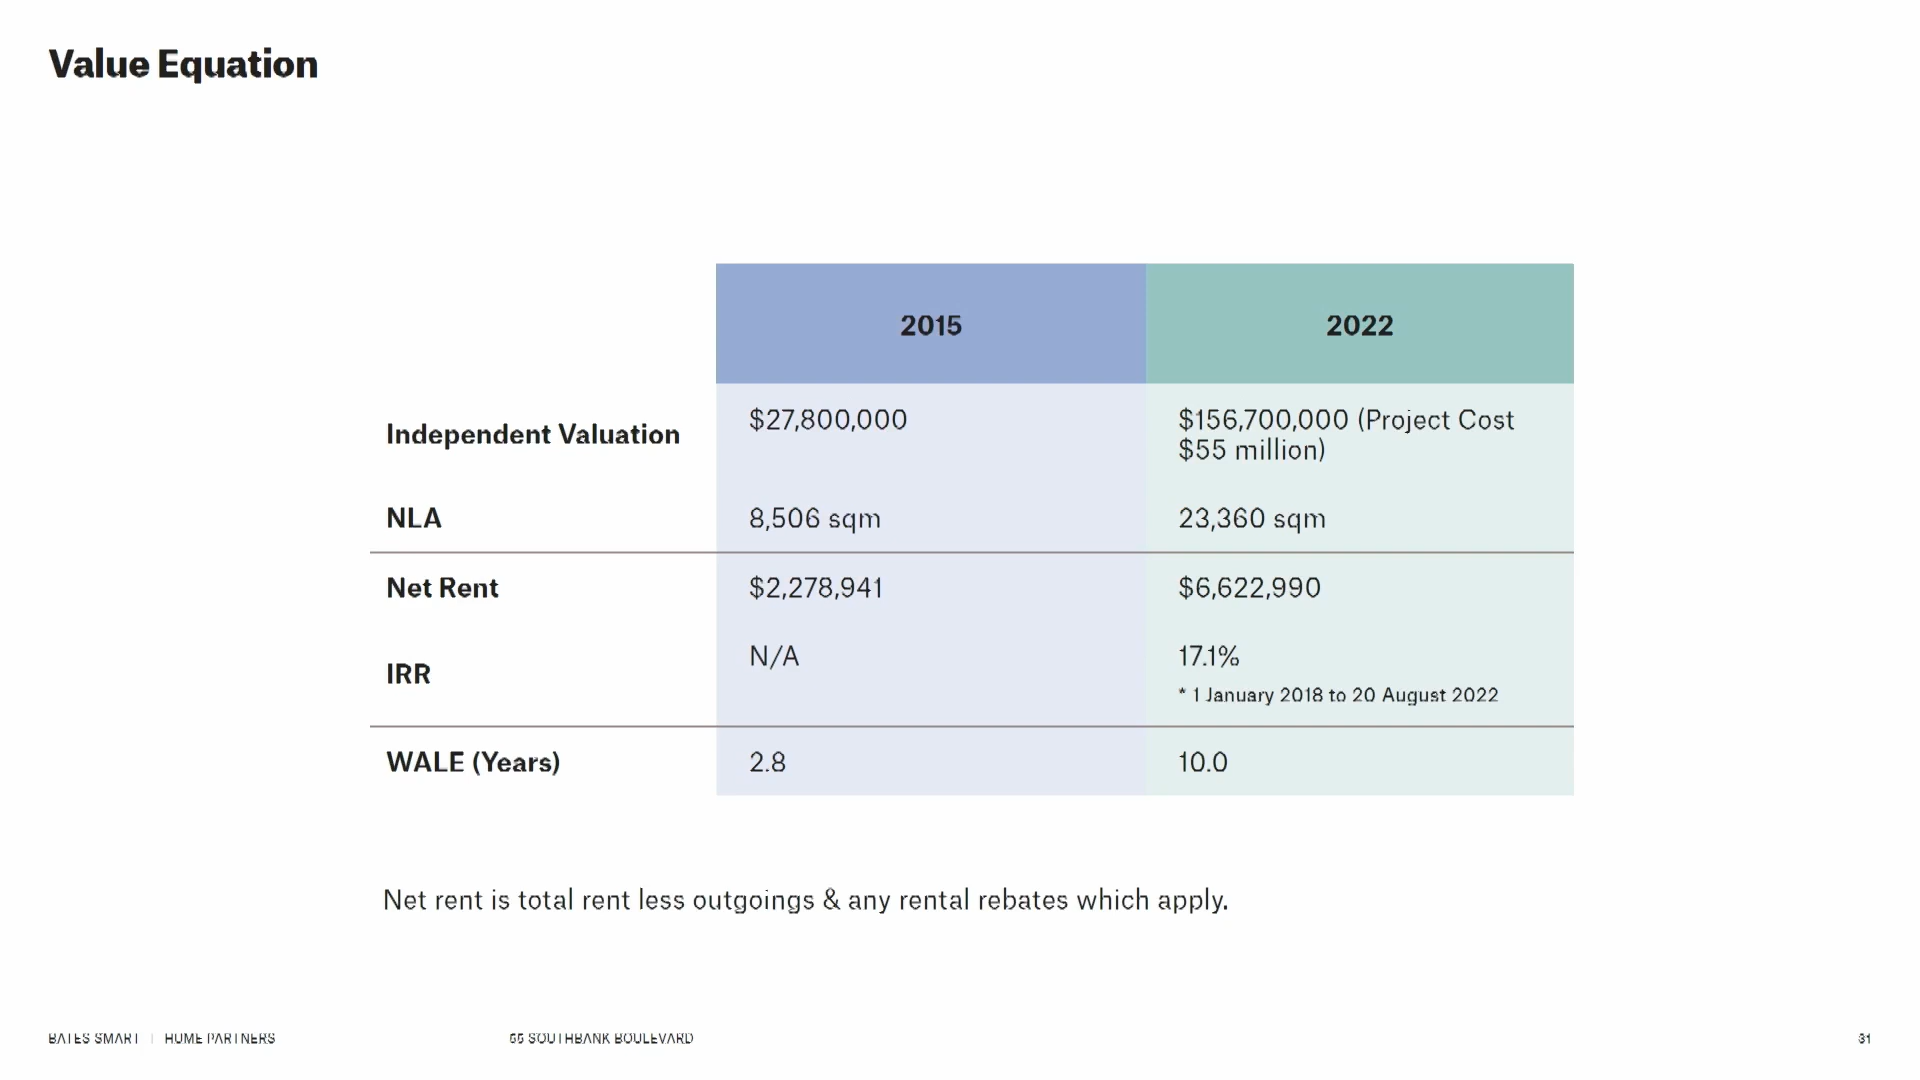 Value Equation
2015 2022
Independent Valuation $27,800,000 $156,700,000 (Project Cost
$55 million)
NLA 8,506 sqm 23,360 sqm
Net Rent $2,278,941 $6,622,990
IRR N/A 17.1%
* 1 January 2018 to 20 August 2022
WALE (Years) 2.8 10.0
Net rent is total rent less outgoings & any rental rebates which apply.
BATES SMART | HUME PARTNERS 55 SOUTHBANK BOULEVARD 31